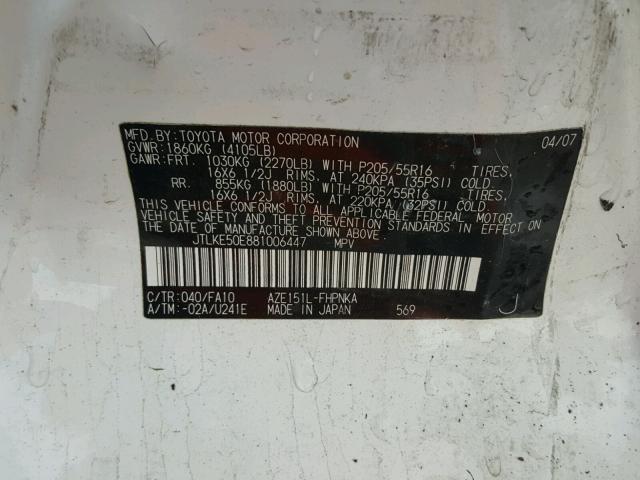 MFD.BY:TOYOTA MOTOR CORPORATION 04/07
GVWR:1860KG (4105LB)
GAWR:FRT. 1030KG (2270LB) WITH P205/55R16 TIRES,
16X6 1/2J RIMS, AT 240KPA (35PSI) COLD
RR. 855KG (1880LB) WITH P205/55R16 TIRES,
16X6 1/2J RIMS, AT 220KPA (32PSI) COLD
THIS VEHICLE CONFORMS TO ALL APPLICABLE FEDERAL MOTOR
VEHICLE SAFETY AND THEFT PREVENTION STANDARDS IN EFFECT ON
THE DATE OF MANUFACTURE SHOWN ABOVE.
JTLKE50E881006447 MPV
C/TR:040/FA10 AZE151L-FHPNKA
A/TM:-02A/U241E MADE IN JAPAN 569 J